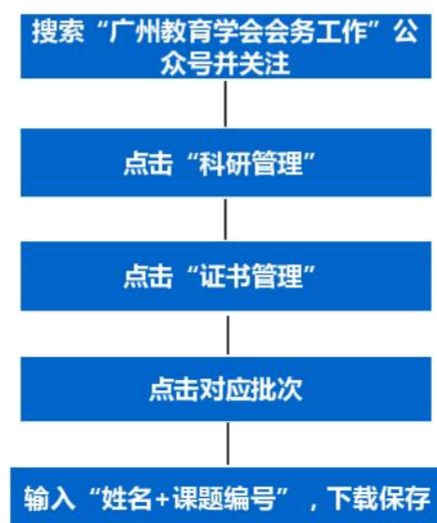 搜索“广州教育学会会务工作”公
众号并关注
点击“科研管理”
点击“证书管理”
点击对应批次
输入“姓名+课题编号”，下载保存